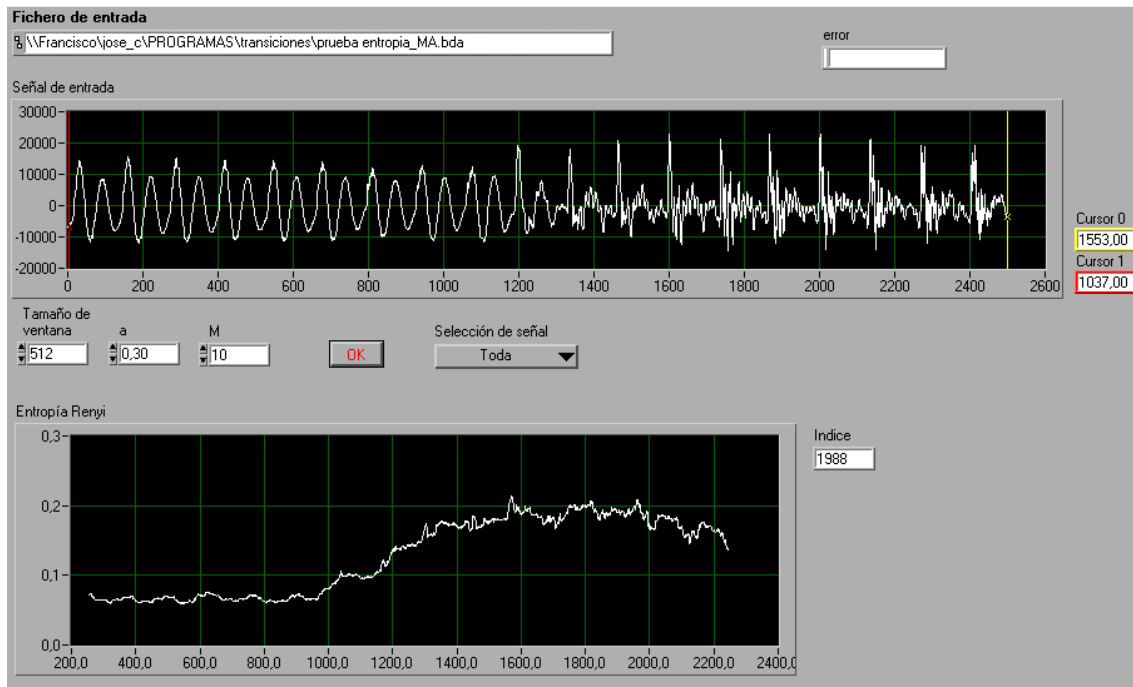 Fichero de entrada
\\Francisco\jose_c\PROGRAMAS\transiciones\prueba entropia_MA.bda
error
Señal de entrada
30000
20000
10000
0
-10000
-20000
0 200 400 600 800 1000 1200 1400 1600 1800 2000 2200 2400 2600
Cursor 0
1553,00
Cursor 1
1037,00
Tamaño de
ventana a M
512 0,30 10
OK
Selección de señal
Toda
Entropía Renyi
0,3
0,2
0,1
0,0
200,0 400,0 600,0 800,0 1000,0 1200,0 1400,0 1600,0 1800,0 2000,0 2200,0 2400,0
Indice
1988